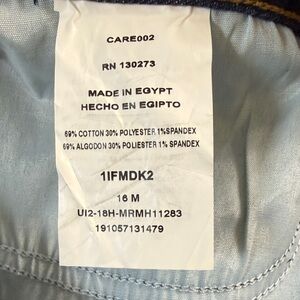 CARE002
RN 130273
MADE IN EGYPT
HECHO EN EGIPTO
69% COTTON 30% POLYESTER 1% SPANDEX
69% ALGODON 30% POLIESTER 1% SPANDEX
1IFMDK2
16 M
UI2-18H-MRMH11283
191057131479